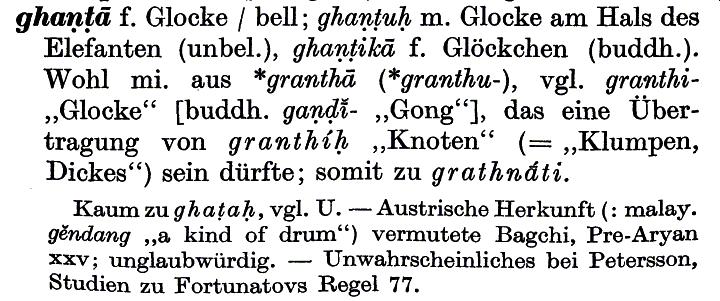 ghaṇṭā f. Glocke / bell; ghaṇṭuḥ m. Glocke am Hals des
Elefanten (unbel.), ghaṇṭikā f. Glöckchen (buddh.).
Wohl mi. aus *granthā (*granthu-), vgl. granthi-
„Glocke“ [buddh. gaṇḍī̆- „Gong“], das eine Über-
tragung von granthíḥ „Knoten“ (= „Klumpen,
Dickes“) sein dürfte; somit zu grathnā́ti.
Kaum zu ghaṭaḥ, vgl. U. — Austrische Herkunft (: malay.
gĕndang „a kind of drum“) vermutete Bagchi, Pre-Aryan
xxv; unglaubwürdig. — Unwahrscheinliches bei Petersson,
Studien zu Fortunatovs Regel 77.